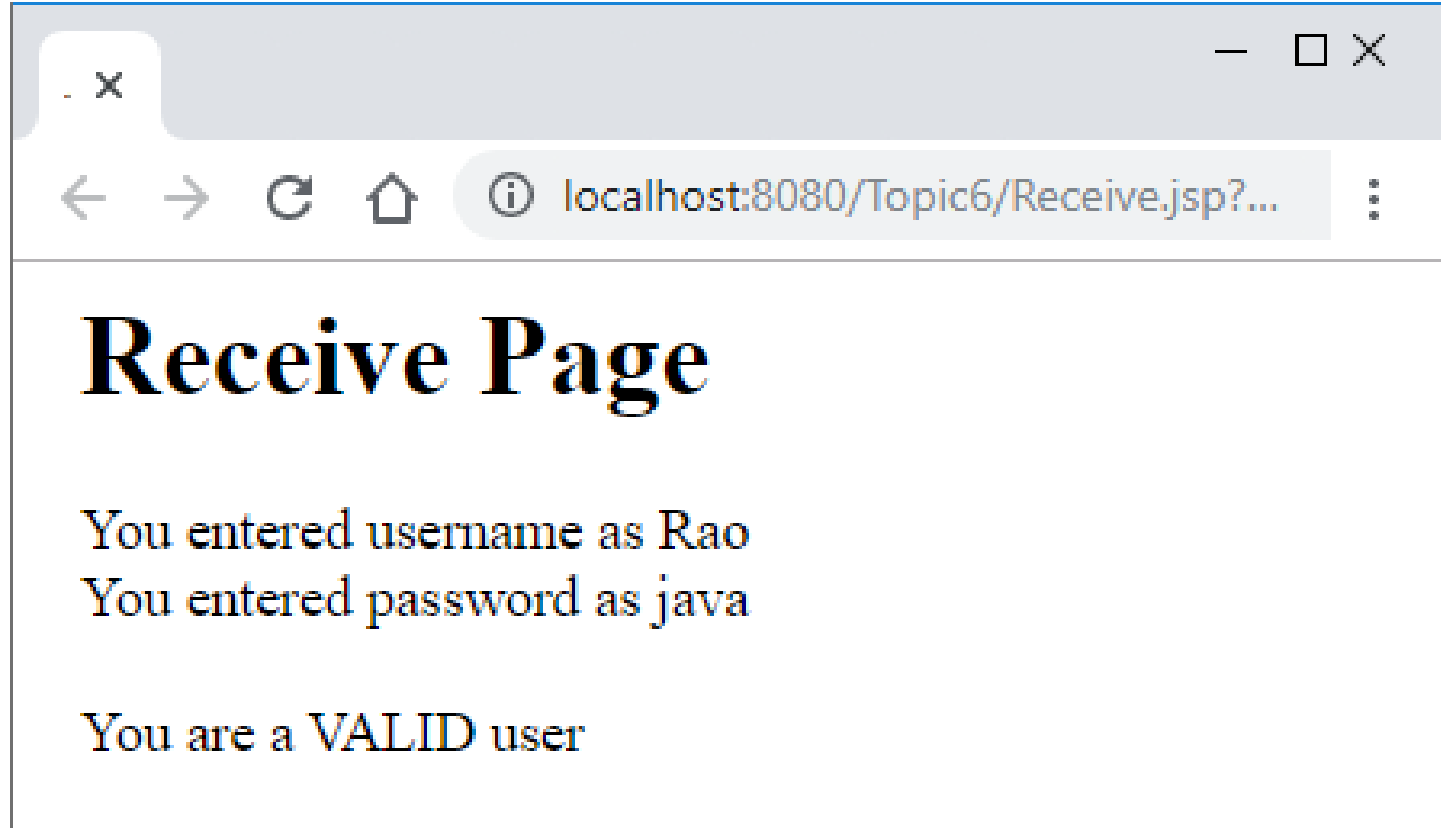 localhost:8080/Topic6/Receive.jsp?...
Receive Page
You entered username as Rao
You entered password as java
You are a VALID user